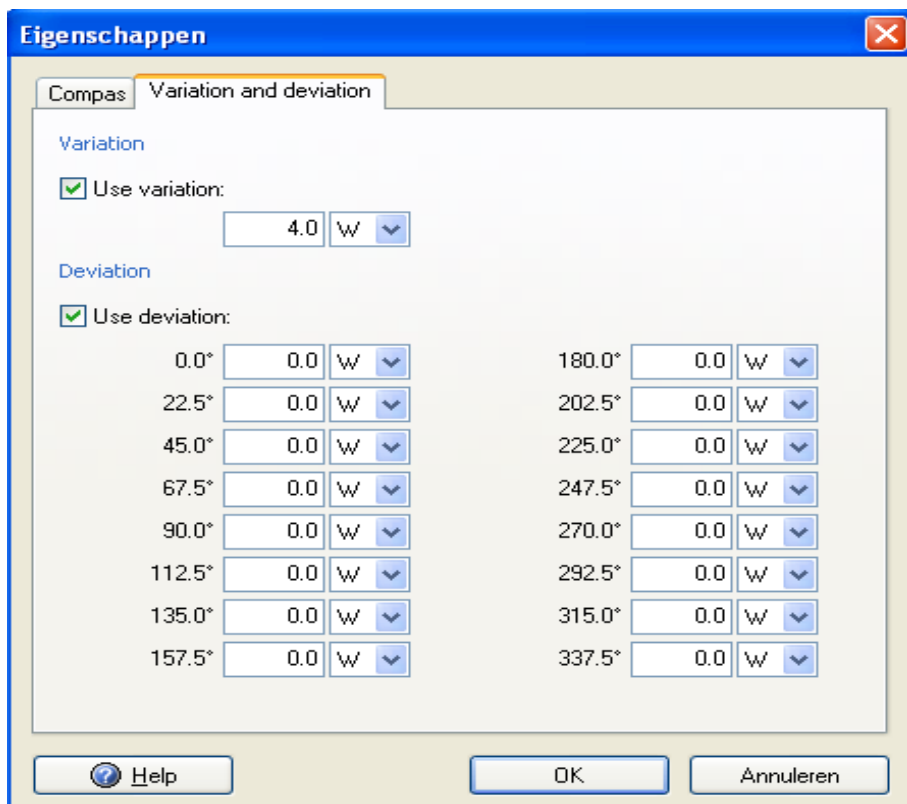 Eigenschappen
Compas Variation and deviation
Variation
Use variation:
4.0 W
Deviation
Use deviation:
0.0° 0.0 W 180.0° 0.0 W
22.5° 0.0 W 202.5° 0.0 W
45.0° 0.0 W 225.0° 0.0 W
67.5° 0.0 W 247.5° 0.0 W
90.0° 0.0 W 270.0° 0.0 W
112.5° 0.0 W 292.5° 0.0 W
135.0° 0.0 W 315.0° 0.0 W
157.5° 0.0 W 337.5° 0.0 W
Help OK Annuleren